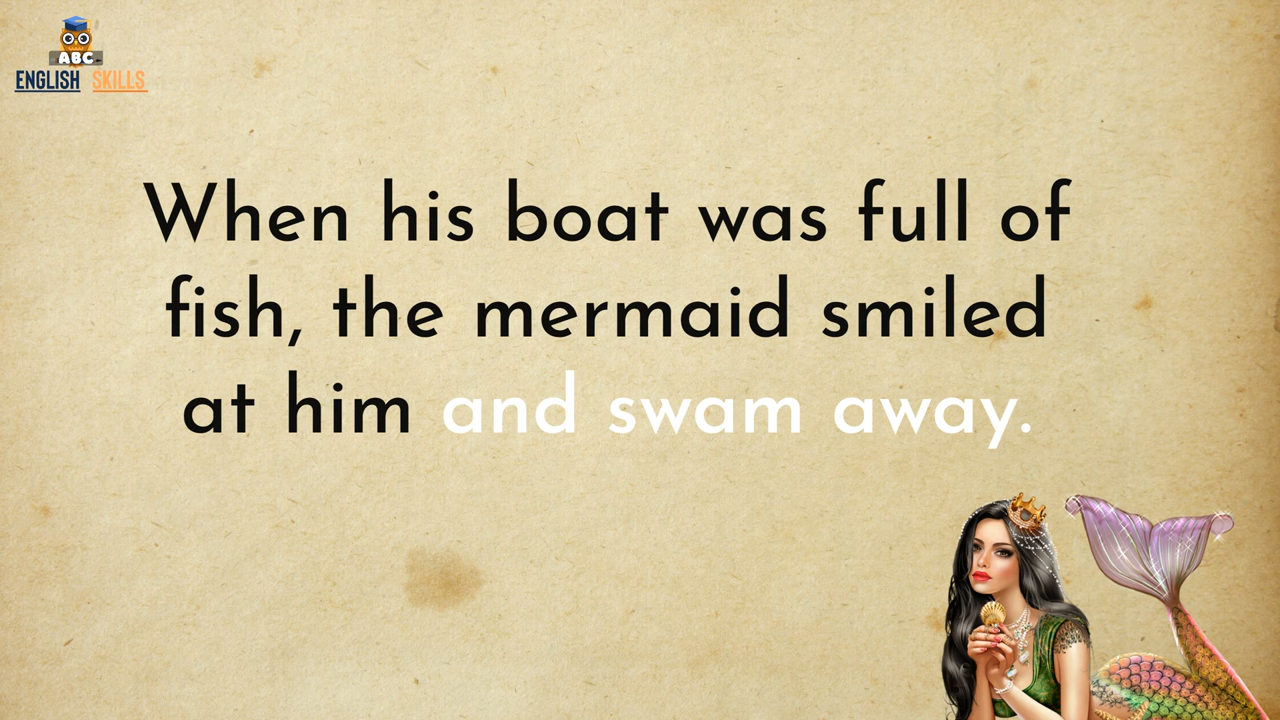 ABC
ENGLISH SKILLS
When his boat was full of
fish, the mermaid smiled
at him and swam away.